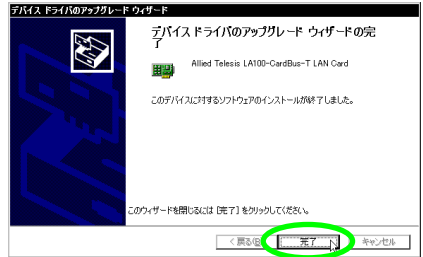 デバイス ドライバのアップグレード ウィザード
デバイス ドライバのアップグレード ウィザードの完
了
Allied Telesis LA100-CardBus-T LAN Card
このデバイスに対するソフトウェアのインストールが終了しました。
このウィザードを閉じるには [完了] をクリックしてください。
< 戻る(B)
完了
キャンセル